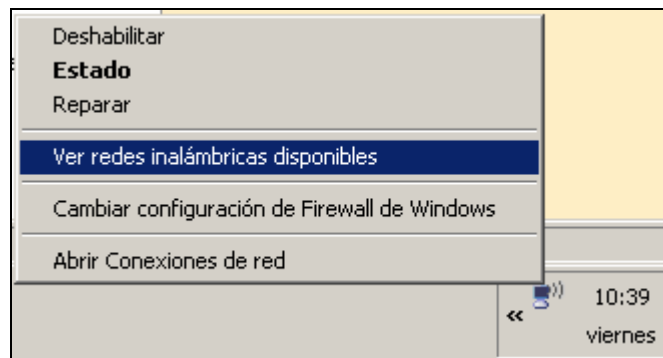 Deshabilitar
Estado
Reparar
Ver redes inalámbricas disponibles
Cambiar configuración de Firewall de Windows
Abrir Conexiones de red
« 10:39
viernes